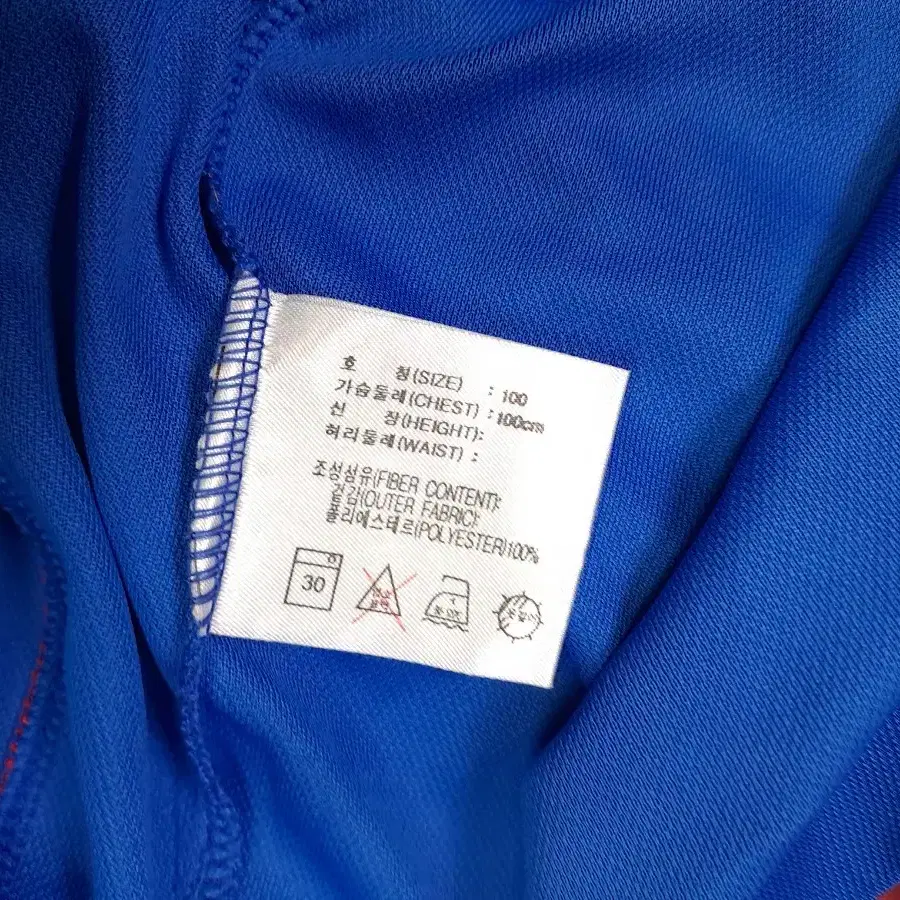 호 칭(SIZE) : 100
가슴둘레(CHEST) : 100cm
신 장(HEIGHT):
허리둘레(WAIST) :
조성섬유(FIBER CONTENT):
겉감(OUTER FABRIC):
폴리에스테르(POLYESTER)100%
30